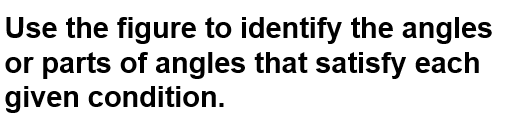 Use the figure to identify the angles
or parts of angles that satisfy each
given condition.